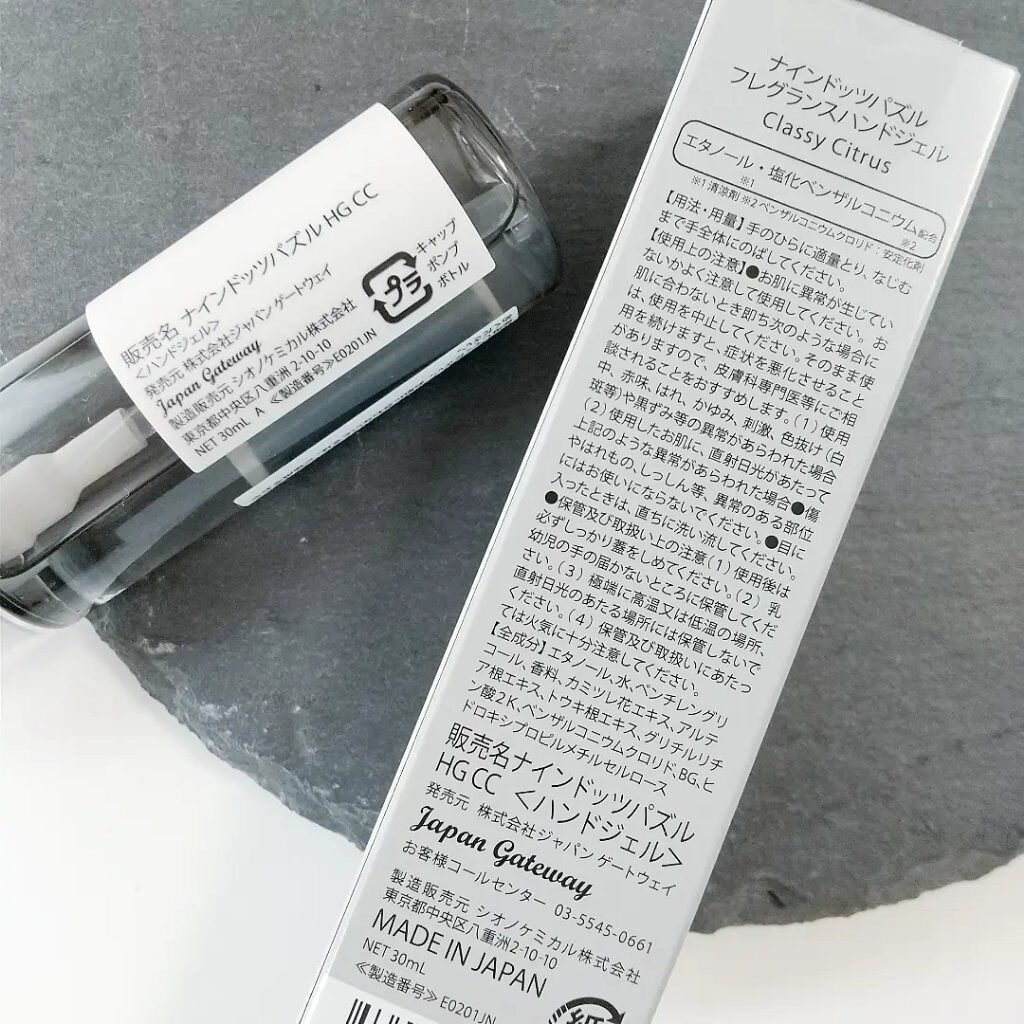 販売名 ナインドッツパズル HG CC
＜ハンドジェル＞
発売元 株式会社ジャパン ゲートウェイ
Japan Gateway
製造販売元 シオノケミカル株式会社
東京都中央区八重洲 2-10-10
NET 30mL A ≪製造番号≫E0201JN
プラ
キャップ
ポンプ
ボトル
ナインドッツパズル
フレグランスハンドジェル
Classy Citrus
エタノール・塩化ベンザルコニウム配合
※1 ※2
※1 清涼剤 ※2 ベンザルコニウムクロリド：安定化剤
【用法・用量】手のひらに適量とり、なじむ
まで手全体にのばしてください。
【使用上の注意】●お肌に異常が生じてい
ないかよく注意して使用してください。お
肌に合わないとき即ち次のような場合に
は、使用を中止してください。そのまま使
用を続けますと、症状を悪化させること
がありますので、皮膚科専門医等にご相
談されることをおすすめします。（1）使用
中、赤味、はれ、かゆみ、刺激、色抜け（白
斑等）や黒ずみ等の異常があらわれた場合
（2）使用したお肌に、直射日光があたって
上記のような異常があらわれた場合●傷
やはれもの、しっしん等、異常のある部位
にはお使いにならないでください。●目に
入ったときは、直ちに洗い流してください。
●保管及び取扱い上の注意（1）使用後は
必ずしっかり蓋をしめてください。（2）乳
幼児の手の届かないところに保管してくだ
さい。（3）極端に高温又は低温の場所、
直射日光のあたる場所には保管しないで
ください。（4）保管及び取扱いにあたっ
ては火気に十分注意してください。
【全成分】エタノール、水、ペンチレングリ
コール、香料、カミツレ花エキス、アルテ
ア根エキス、トウキ根エキス、グリチルリチ
ン酸２Ｋ、ベンザルコニウムクロリド、BG、ヒ
ドロキシプロピルメチルセルロース
販売名ナインドッツパズル
HG CC ＜ハンドジェル＞
発売元 株式会社ジャパン ゲートウェイ
Japan Gateway
お客様コールセンター 03-5545-0661
製造販売元 シオノケミカル株式会社
東京都中央区八重洲2-10-10
MADE IN JAPAN
NET 30mL
≪製造番号≫ E0201JN
紙